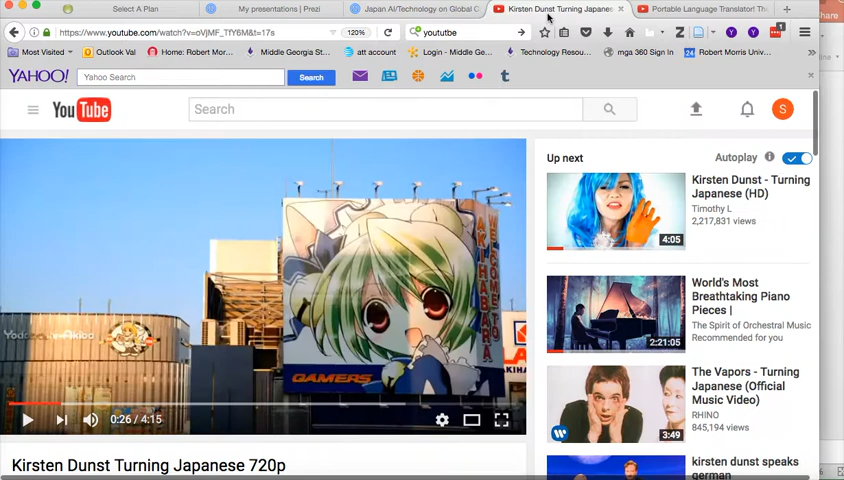 Select A Plan
My presentations | Prezi
Japan AI/Technology on Global C
Kirsten Dunst Turning Japanes
Portable Language Translator! Th
https://www.youtube.com/watch?v=oVjMF_TfY6M&t=17s
120%
yoututbe
Most Visited
Outlook Val
Home: Robert Morri...
Middle Georgia St...
att account
Login - Middle Ge...
Technology Resou...
mga 360 Sign In
24
Robert Morris Univ...
YAHOO!
Yahoo Search
Search
YouTube
Search
S
Up next
Autoplay
Kirsten Dunst - Turning
Japanese (HD)
Timothy L
2,217,831 views
4:05
WELCOME TO
AKIHABARA
GAMERS
World's Most
Breathtaking Piano
Pieces |
The Spirit of Orchestral Music
Recommended for you
2:21:05
The Vapors - Turning
Japanese (Official
Music Video)
RHINO
845,194 views
3:49
0:26 / 4:15
Kirsten Dunst Turning Japanese 720p
kirsten dunst speaks
german